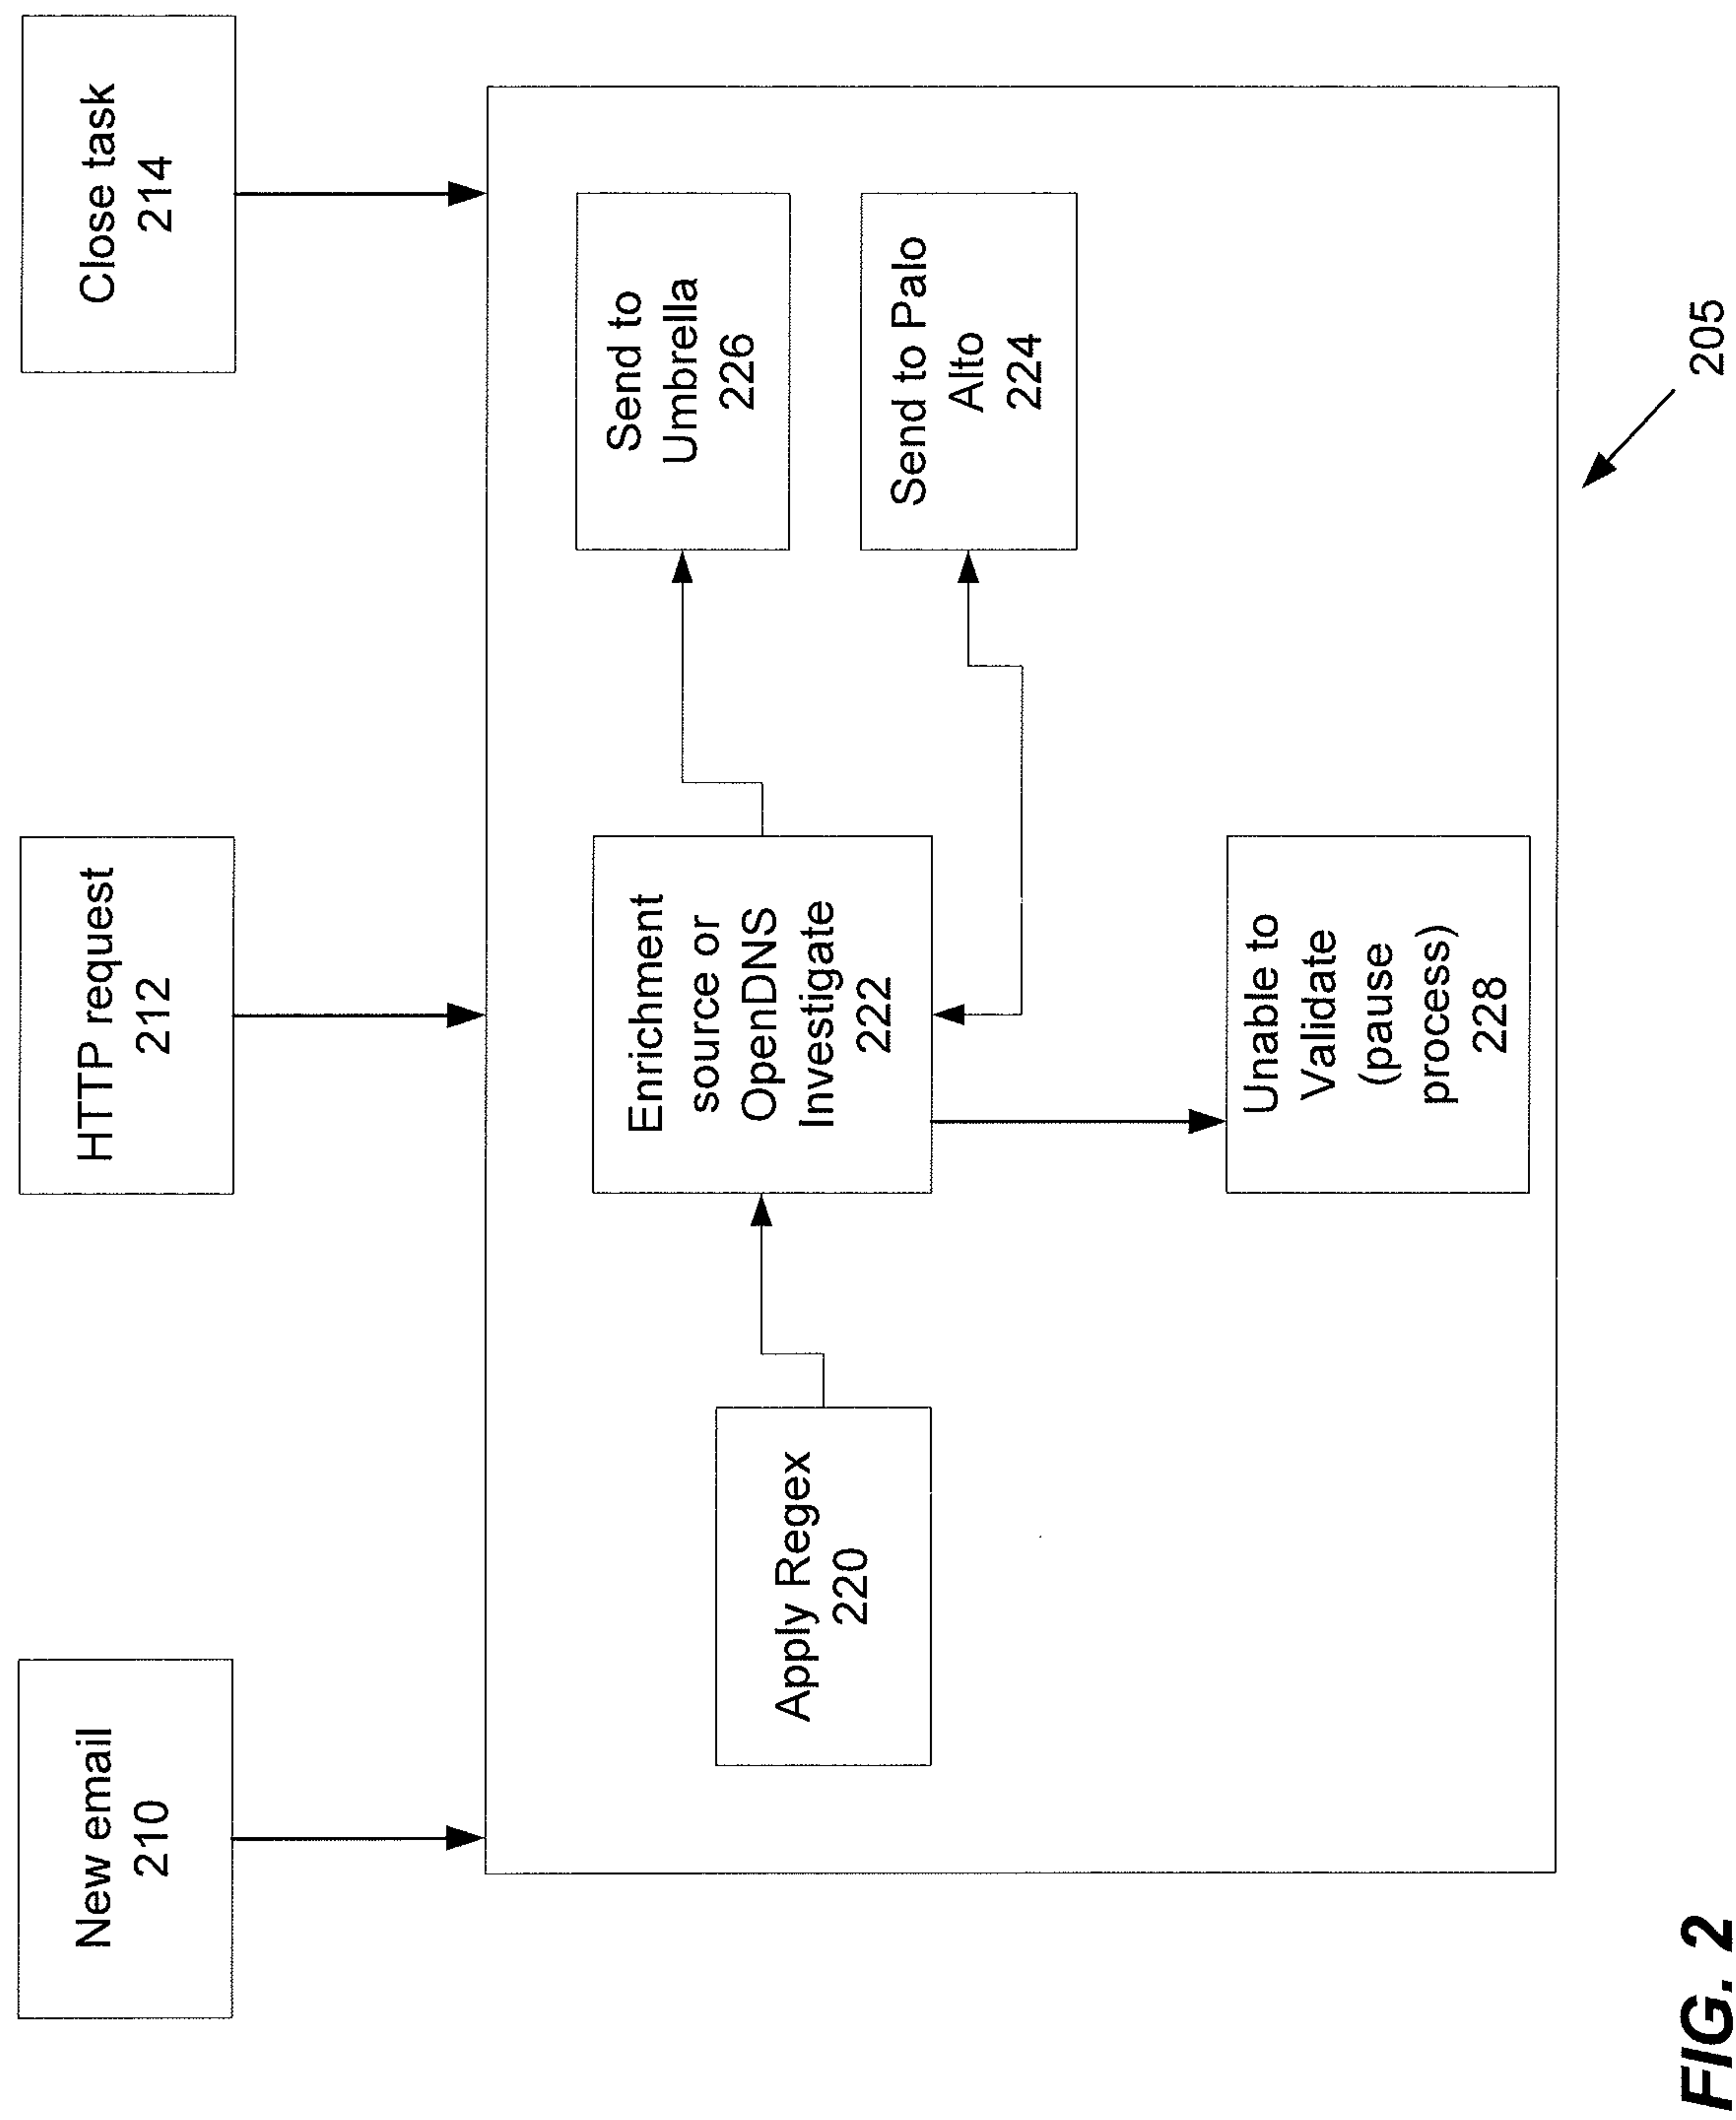 New email
210
HTTP request
212
Close task
214
Apply Regex
220
Enrichment
source or
OpenDNS
Investigate
222
Send to
Umbrella
226
Send to Palo
Alto
224
Unable to
Validate
(pause
process)
228
205
FIG. 2